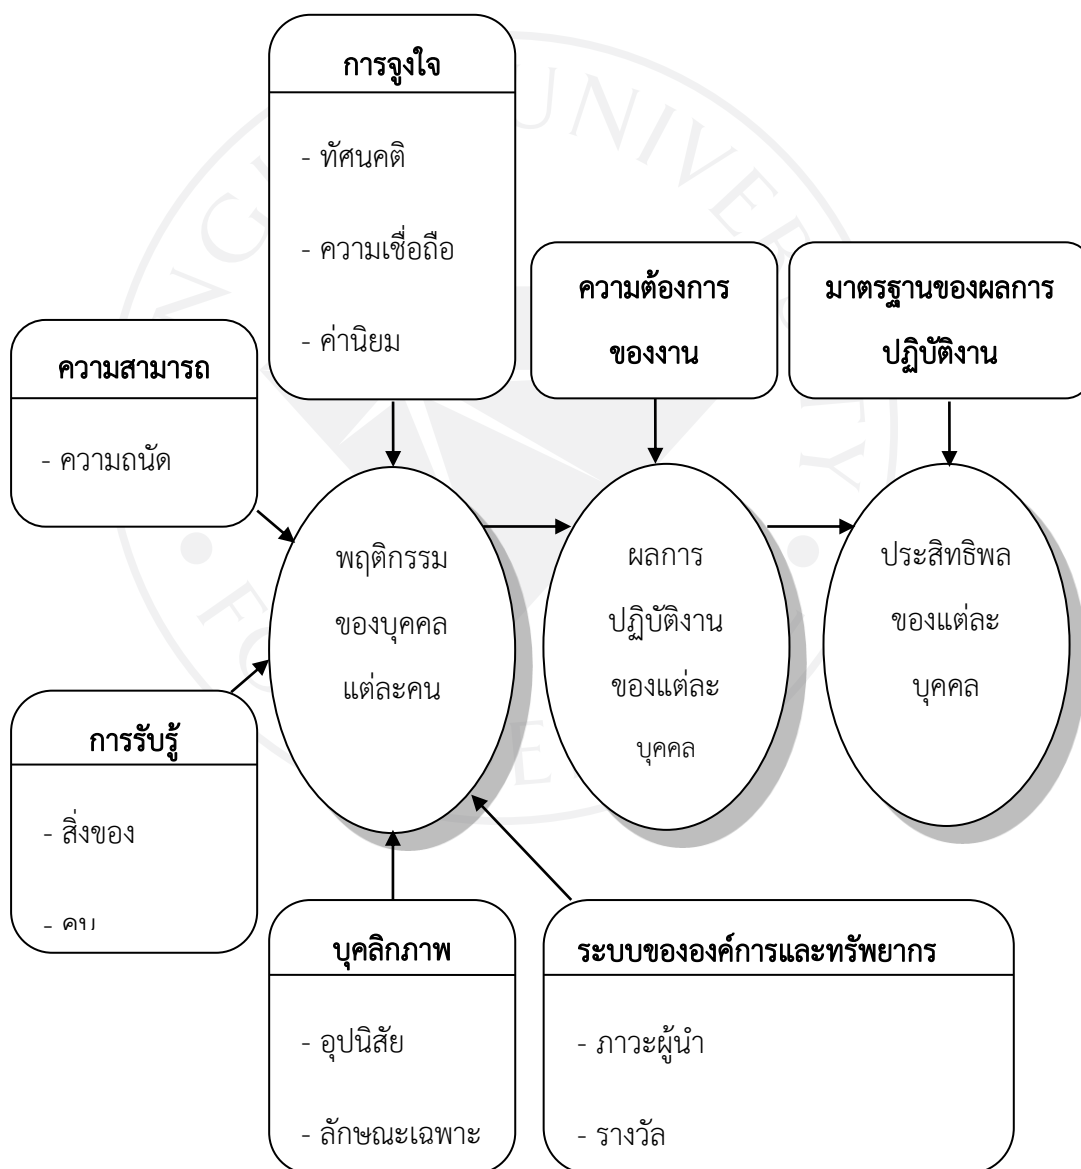 การจูงใจ
- ทัศนคติ
- ความเชื่อถือ
- ค่านิยม
ความต้องการ
ของงาน
มาตรฐานของผลการ
ปฏิบัติงาน
ความสามารถ
- ความถนัด
พฤติกรรม
ของบุคคล
แต่ละคน
ผลการ
ปฏิบัติงาน
ของแต่ละ
บุคคล
ประสิทธิพล
ของแต่ละ
บุคคล
การรับรู้
- สิ่งของ
- คน
บุคลิกภาพ
- อุปนิสัย
- ลักษณะเฉพาะ
ระบบขององค์การและทรัพยากร
- ภาวะผู้นำ
- รางวัล
UNIVERSITY